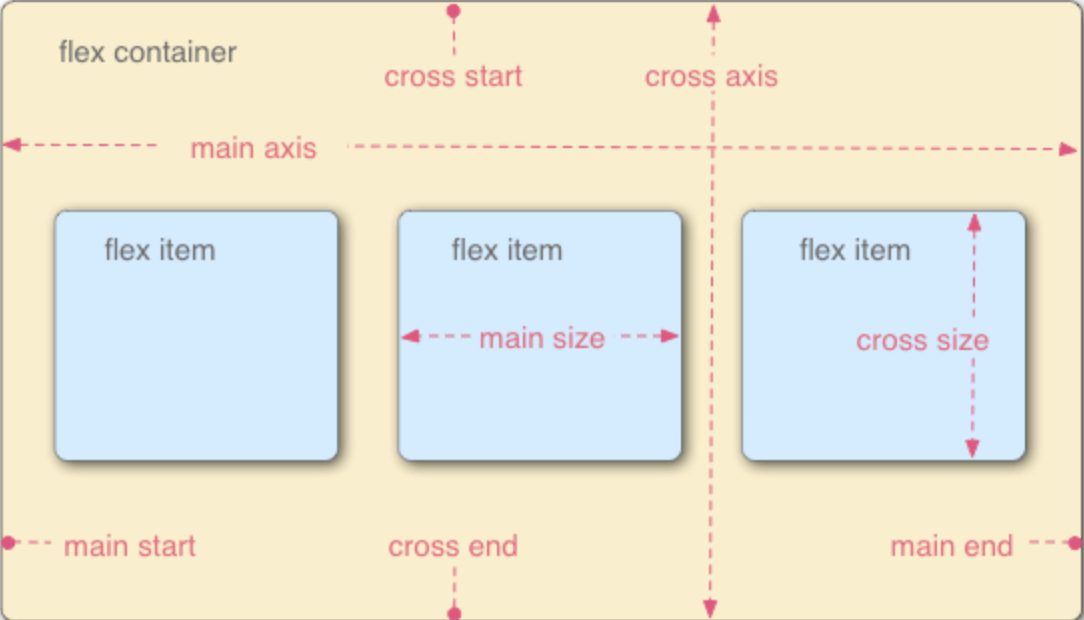 flex container
cross start
cross axis
main axis
flex item
flex item
flex item
main size
cross size
main start
cross end
main end